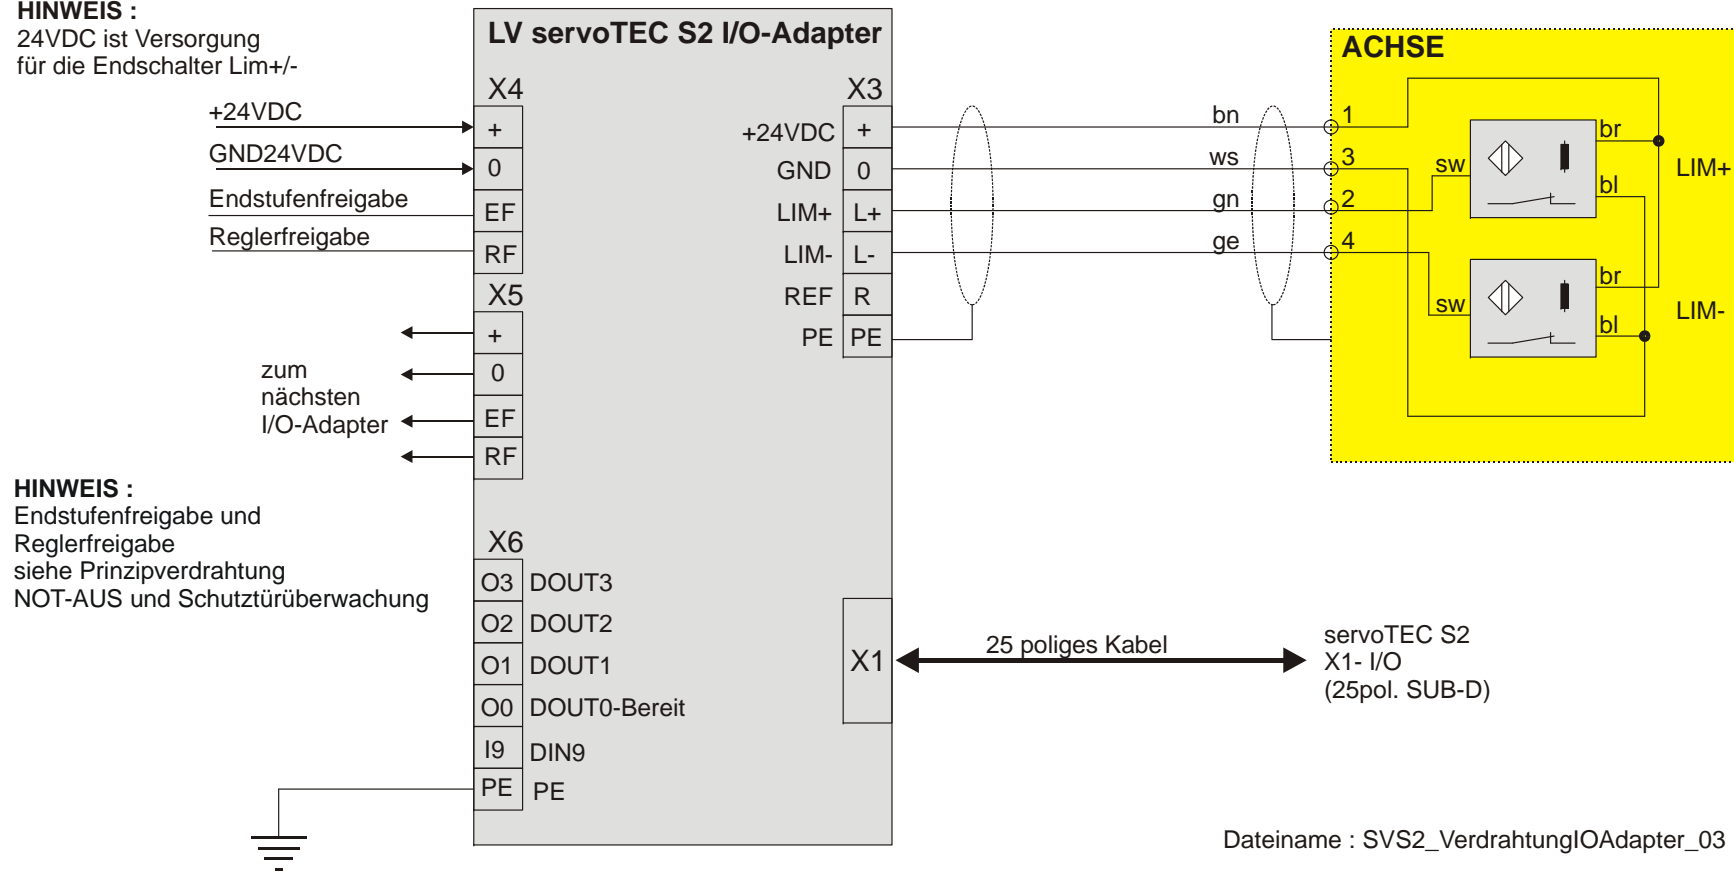 HINWEIS :
24VDC ist Versorgung
für die Endschalter Lim+/-
LV servoTEC S2 I/O-Adapter
ACHSE
X4
+24VDC
+
GND24VDC
0
Endstufenfreigabe
EF
Reglerfreigabe
RF
X5
+
0
EF
RF
zum
nächsten
I/O-Adapter
HINWEIS :
Endstufenfreigabe und
Reglerfreigabe
siehe Prinzipverdrahtung
NOT-AUS und Schutztürüberwachung
X6
O3 DOUT3
O2 DOUT2
O1 DOUT1
O0 DOUT0-Bereit
I9 DIN9
PE PE
X3
+24VDC +
GND 0
LIM+ L+
LIM- L-
REF R
PE PE
bn 1
ws 3
gn 2
ge 4
sw
br
bl
LIM+
sw
br
bl
LIM-
X1
25 poliges Kabel
servoTEC S2
X1- I/O
(25pol. SUB-D)
Dateiname : SVS2_VerdrahtungIOAdapter_03